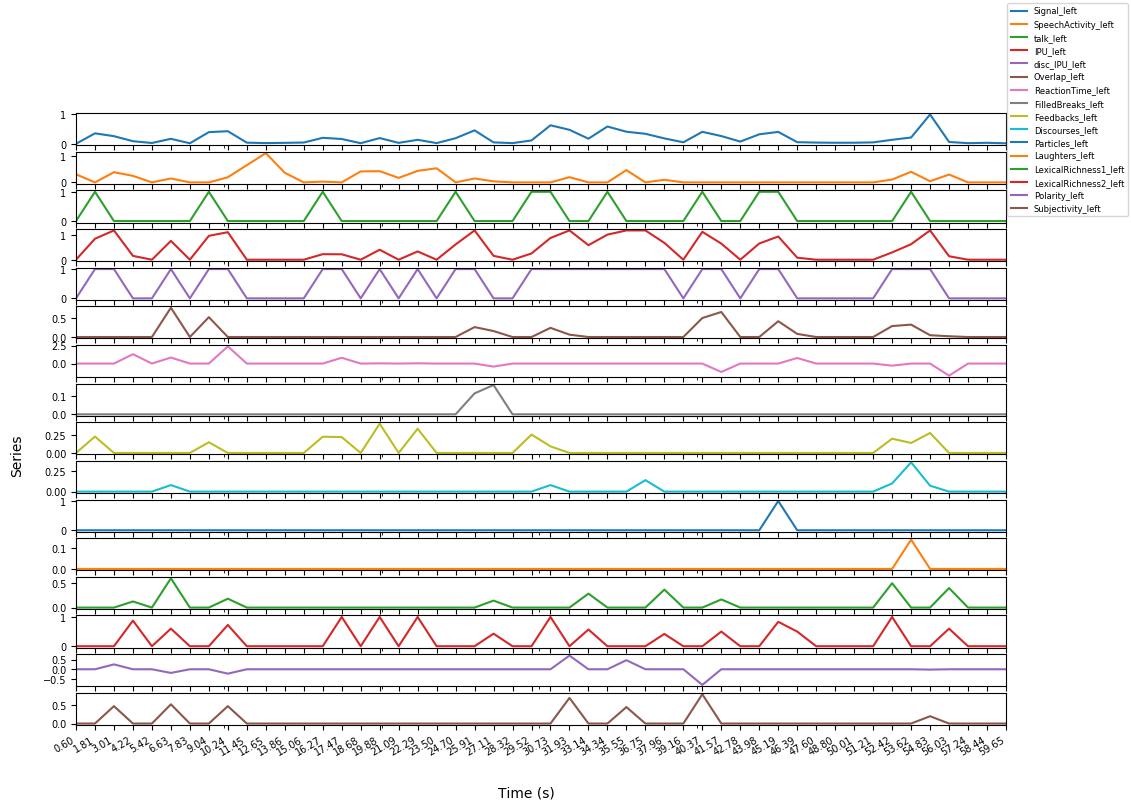 Signal_left
SpeechActivity_left
talk_left
IPU_left
disc_IPU_left
Overlap_left
ReactionTime_left
FilledBreaks_left
Feedbacks_left
Discourses_left
Particles_left
Laughters_left
LexicalRichness1_left
LexicalRichness2_left
Polarity_left
Subjectivity_left
1
0
1
0
1
0
1
0
1
0
0.5
0.0
2.5
0.0
0.1
0.0
0.25
0.00
0.25
0.00
1
0
0.1
0.0
0.5
0.0
1
0
0.5
0.0
−0.5
0.5
0.0
Series
0.60 1.81 3.01 4.22 5.42 6.63 7.83 9.04 10.24 11.45 12.65 13.86 15.06 16.27 17.47 18.68 19.88 21.09 22.29 23.50 24.70 25.91 27.11 28.32 29.52 30.73 31.93 33.14 34.34 35.55 36.75 37.96 39.16 40.37 41.57 42.78 43.98 45.19 46.39 47.60 48.80 50.01 51.21 52.42 53.62 54.83 56.03 57.24 58.44 59.65
Time (s)